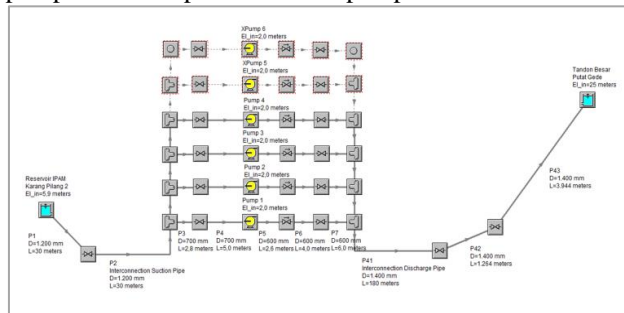 XPump 6
El_in=2,0 meters
XPump 5
El_in=2,0 meters
Pump 4
El_in=2,0 meters
Pump 3
El_in=2,0 meters
Pump 2
El_in=2,0 meters
Pump 1
El_in=2,0 meters
Tandon Besar
Putat Gede
El_in=25 meters
Reservoir IPAM
Karang Pilang 2
El_in=5,9 meters
P1
D=1.200 mm
L=30 meters
P2
Interconnection Suction Pipe
D=1.200 mm
L=30 meters
P3
D=700 mm
L=2,8 meters
P4
D=700 mm
L=5,0 meters
P5
D=600 mm
L=2,6 meters
P6
D=600 mm
L=4,0 meters
P7
D=600 mm
L=6,0 meters
P41
Interconnection Discharge Pipe
D=1.400 mm
L=180 meters
P42
D=1.400 mm
L=1.264 meters
P43
D=1.400 mm
L=3.944 meters